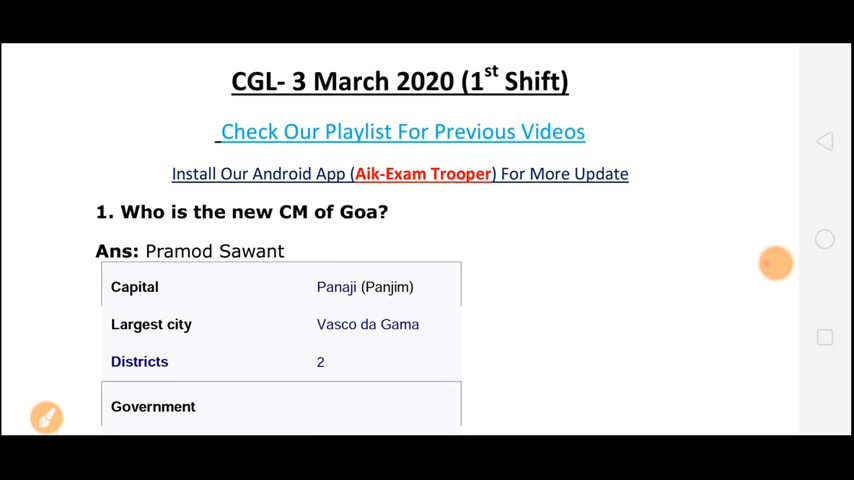 CGL- 3 March 2020 (1st Shift)
Check Our Playlist For Previous Videos
Install Our Android App (Aik-Exam Trooper) For More Update
1. Who is the new CM of Goa?
Ans: Pramod Sawant
Capital Panaji (Panjim)
Largest city Vasco da Gama
Districts 2
Government